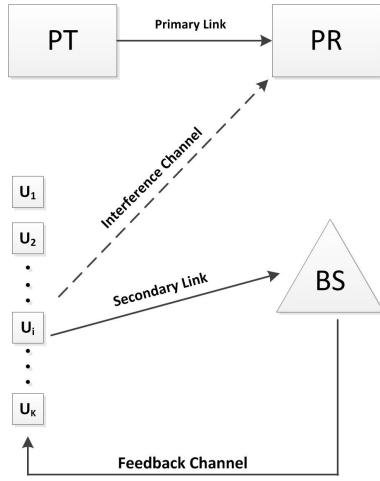 PT
Primary Link
PR
Interference Channel
U1
U2
Secondary Link
BS
Ui
UK
Feedback Channel